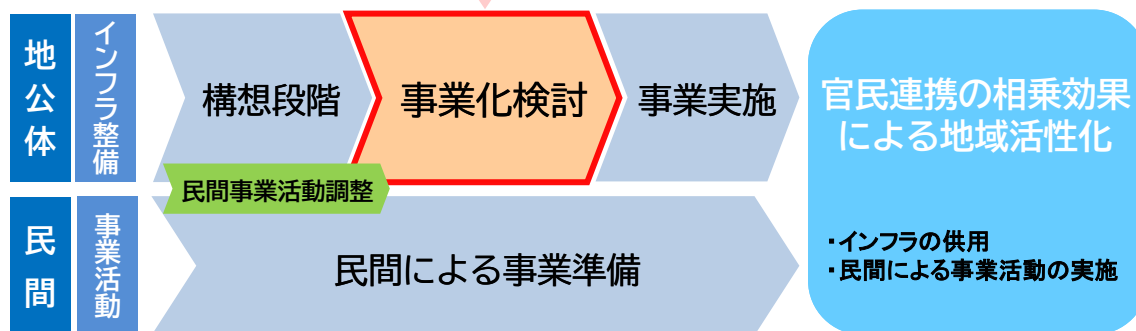 地公体
インフラ整備
構想段階
事業化検討
事業実施
民間事業活動調整
民間
事業活動
民間による事業準備
官民連携の相乗効果
による地域活性化
・インフラの供用
・民間による事業活動の実施